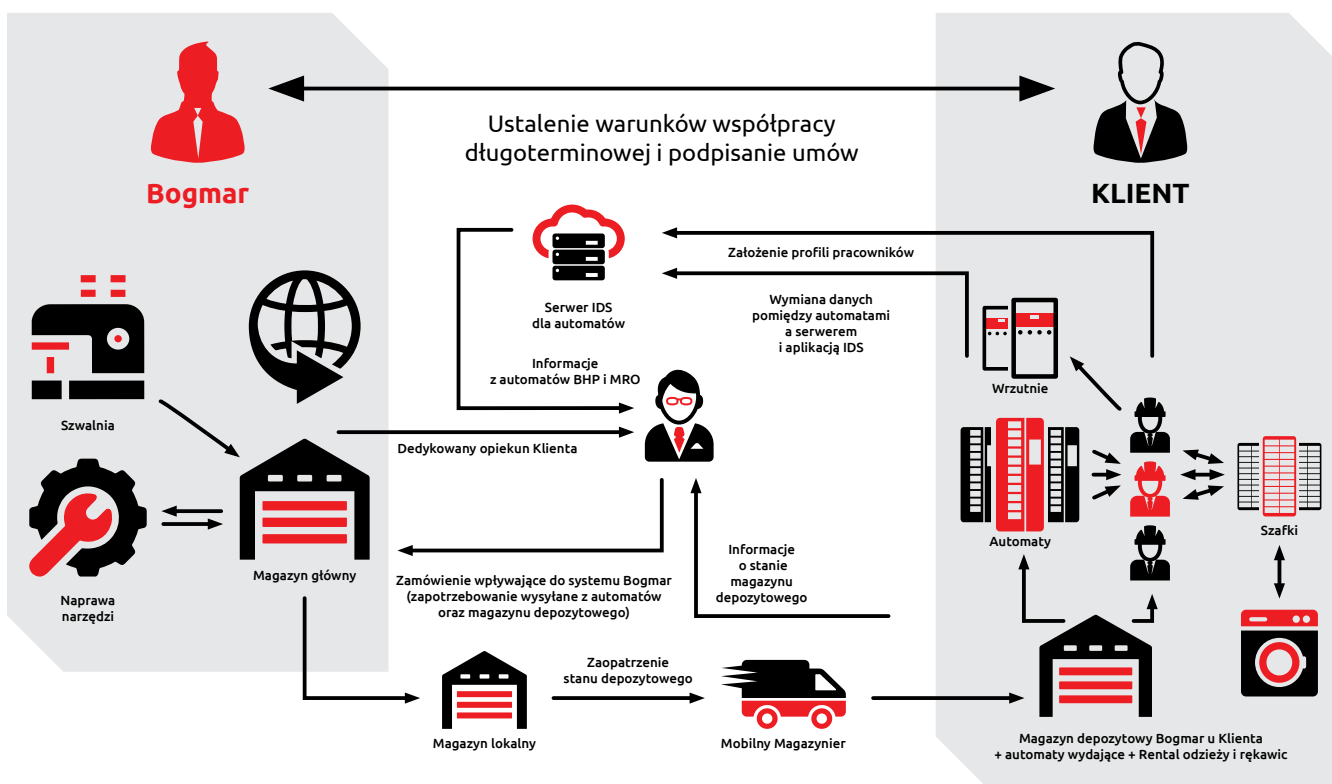 Ustalenie warunków współpracy
długoterminowej i podpisanie umów
Bogmar
KLIENT
Założenie profili pracowników
Serwer IDS
dla automatów
Wymiana danych
pomiędzy automatami
a serwerem
i aplikacją IDS
Informacje
z automatów BHP i MRO
Wrzutnie
Szwalnia
Dedykowany opiekun Klienta
Automaty
Szafki
Magazyn główny
Naprawa
narzędzi
Zamówienie wpływające do systemu Bogmar
(zapotrzebowanie wysyłane z automatów
oraz magazynu depozytowego)
Informacje
o stanie
magazynu
depozytowego
Zaopatrzenie
stanu depozytowego
Magazyn lokalny
Mobilny Magazynier
Magazyn depozytowy Bogmar u Klienta
+ automaty wydające + Rental odzieży i rękawic